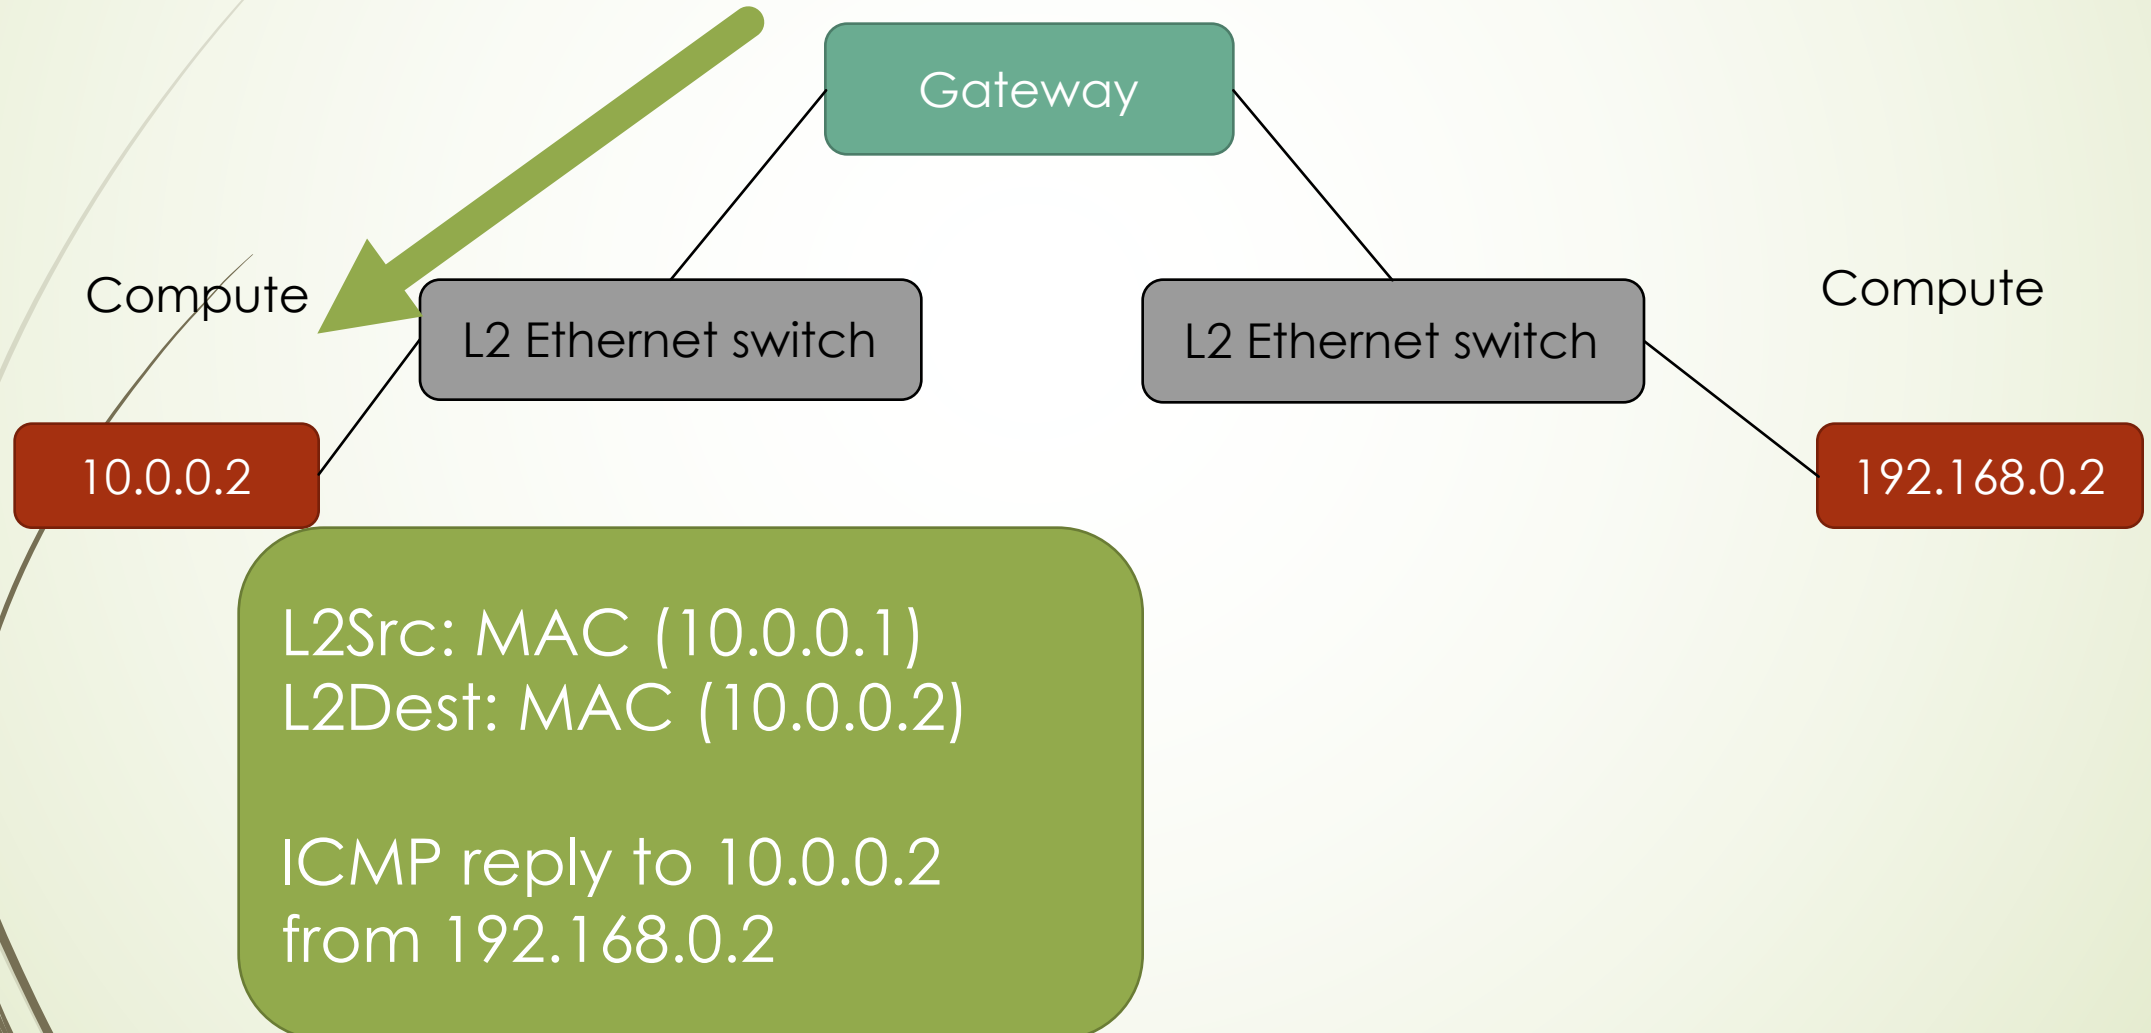 Gateway
Compute
Compute
L2 Ethernet switch
L2 Ethernet switch
10.0.0.2
192.168.0.2
L2Src: MAC (10.0.0.1)
L2Dest: MAC (10.0.0.2)
ICMP reply to 10.0.0.2
from 192.168.0.2